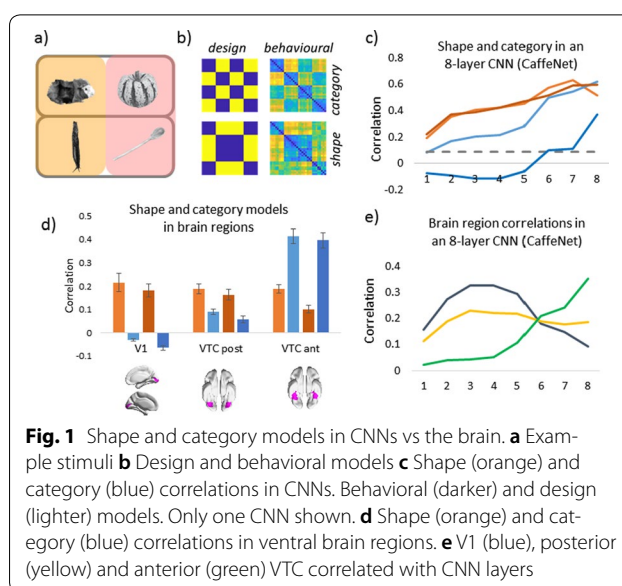 a)
b)
design behavioural
category
shape
c)
Shape and category in an
8-layer CNN (CaffeNet)
Correlation
0.8
0.6
0.4
0.2
0
-0.2
1 2 3 4 5 6 7 8
d)
Shape and category models
in brain regions
Correlation
0.5
0.4
0.3
0.2
0.1
0
-0.1
V1 VTC post VTC ant
e)
Brain region correlations in
an 8-layer CNN (CaffeNet)
Correlation
0.4
0.3
0.2
0.1
0
1 2 3 4 5 6 7 8
Fig. 1 Shape and category models in CNNs vs the brain. a Exam-
ple stimuli b Design and behavioral models c Shape (orange) and
category (blue) correlations in CNNs. Behavioral (darker) and design
(lighter) models. Only one CNN shown. d Shape (orange) and cat-
egory (blue) correlations in ventral brain regions. e V1 (blue), posterior
(yellow) and anterior (green) VTC correlated with CNN layers